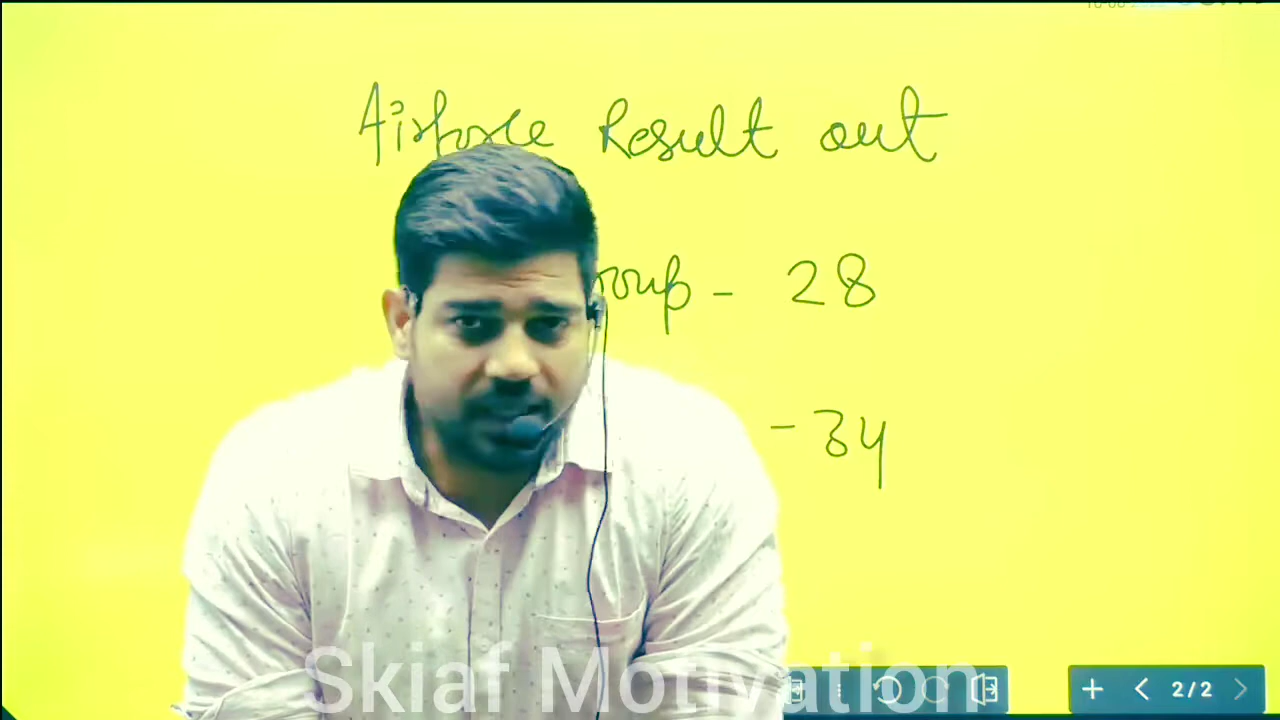 Airforce Result out
roup - 28
- 34
Skiaf Motivation
2/2